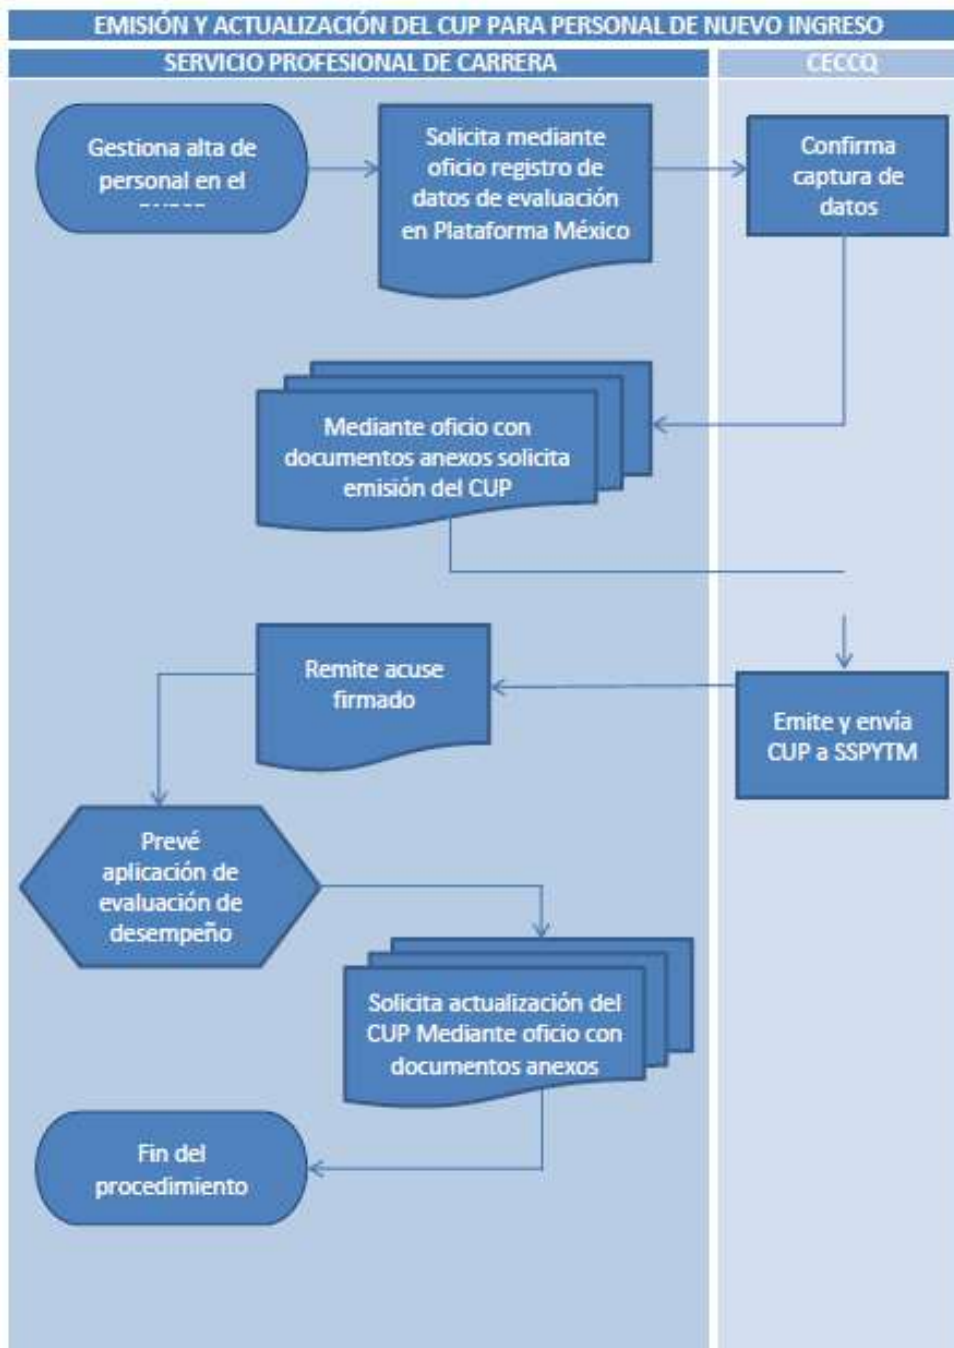 EMISIÓN Y ACTUALIZACIÓN DEL CUP PARA PERSONAL DE NUEVO INGRESO
SERVICIO PROFESIONAL DE CARRERA
CECCQ
Gestiona alta de
personal en el
Solicita mediante
oficio registro de
datos de evaluación
en Plataforma México
Confirma
captura de
datos
Mediante oficio con
documentos anexos solicita
emisión del CUP
Remite acuse
firmado
Emite y envía
CUP a SSPYTM
Prevé
aplicación de
evaluación de
desempeño
Solicita actualización del
CUP Mediante oficio con
documentos anexos
Fin del
procedimiento